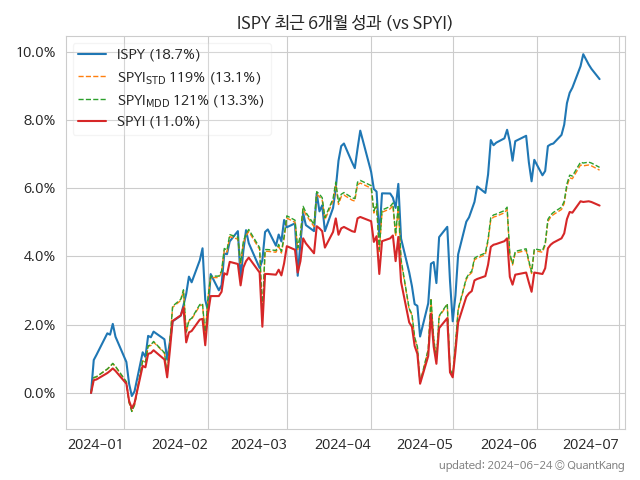 ISPY 최근 6개월 성과 (vs SPYI)
10.0%
8.0%
6.0%
4.0%
2.0%
0.0%
ISPY (18.7%)
SPYISTD 119% (13.1%)
SPYIMDD 121% (13.3%)
SPYI (11.0%)
2024-01 2024-02 2024-03 2024-04 2024-05 2024-06 2024-07
updated: 2024-06-24 © QuantKang